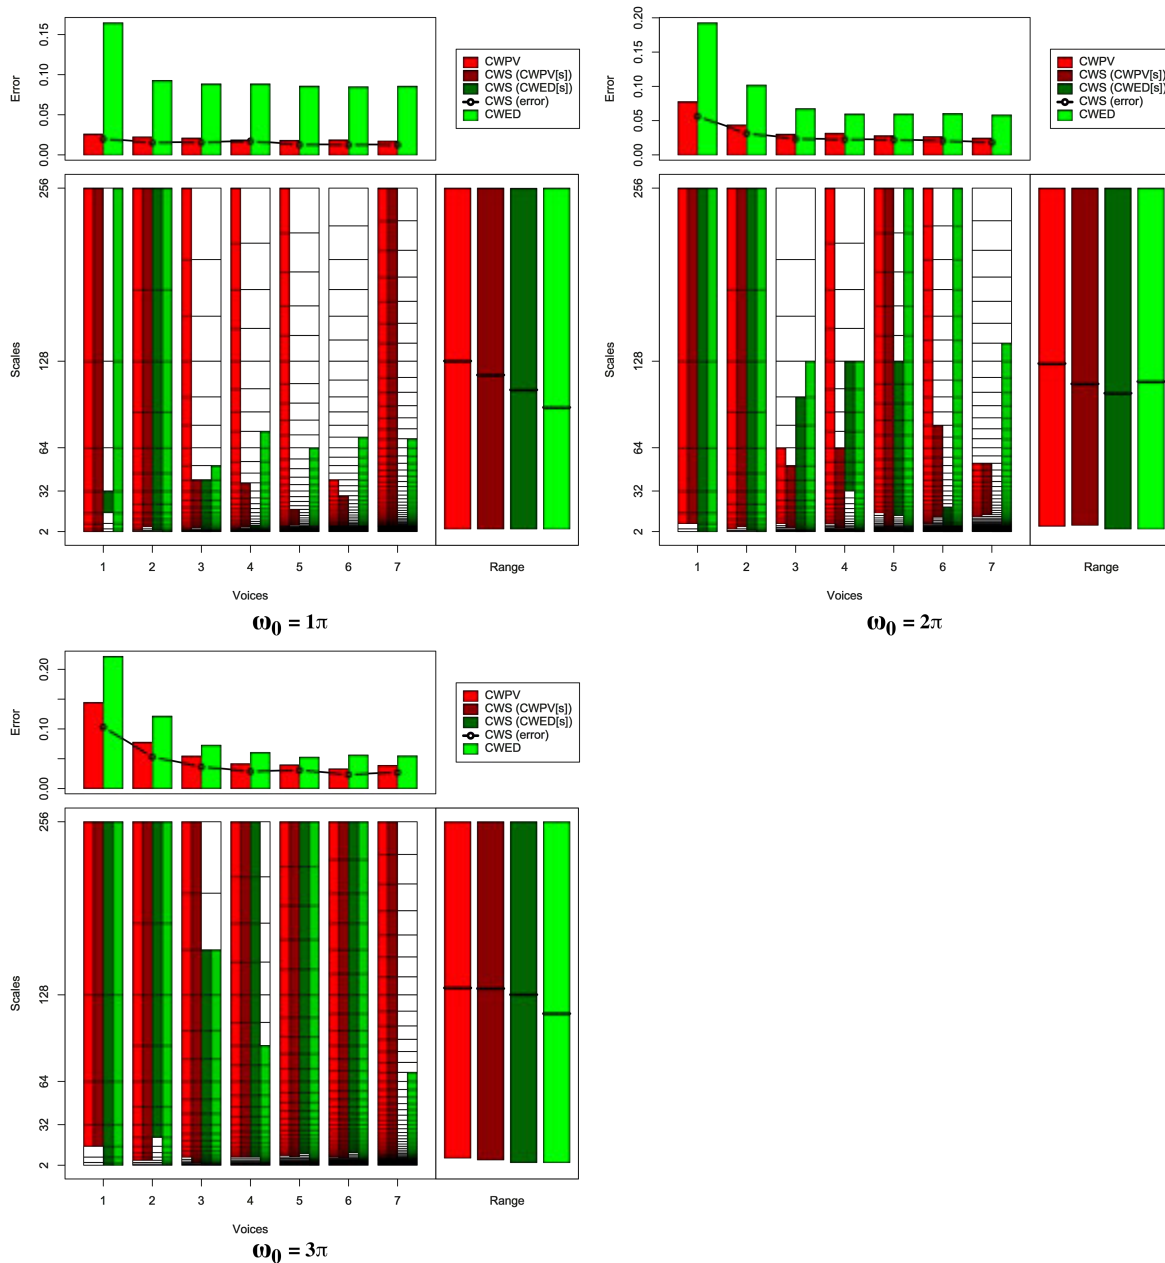 0.15
0.10
0.05
0.00
Error
CWPV
CWS (CWPV[s])
CWS (CWED[s])
CWS (error)
CWED
256
128
64
32
2
Scales
1 2 3 4 5 6 7
Range
Voices
ω0 = 1π
0.20
0.15
0.10
0.05
0.00
Error
CWPV
CWS (CWPV[s])
CWS (CWED[s])
CWS (error)
CWED
256
128
64
32
2
Scales
1 2 3 4 5 6 7
Range
Voices
ω0 = 2π
0.20
0.10
0.00
Error
CWPV
CWS (CWPV[s])
CWS (CWED[s])
CWS (error)
CWED
256
128
64
32
2
Scales
1 2 3 4 5 6 7
Range
Voices
ω0 = 3π